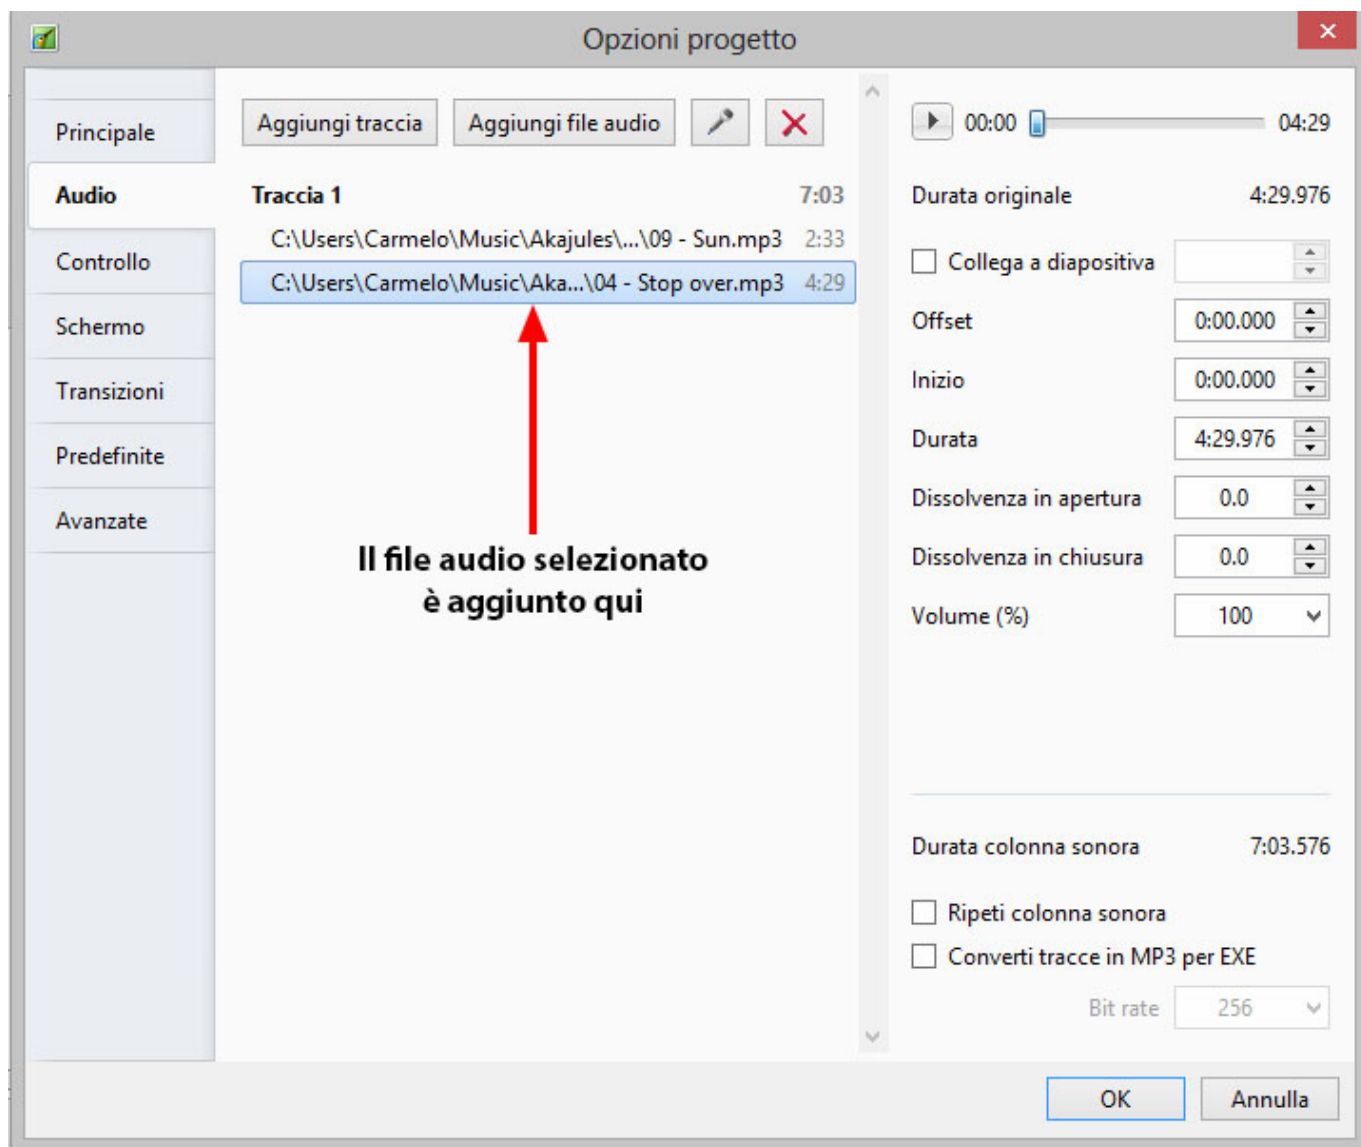 Opzioni progetto
Principale
Audio
Controllo
Schermo
Transizioni
Predefinite
Avanzate
Aggiungi traccia Aggiungi file audio
Traccia 1 7:03
C:\Users\Carmelo\Music\Akajules\...\09 - Sun.mp3 2:33
C:\Users\Carmelo\Music\Aka...\04 - Stop over.mp3 4:29
Il file audio selezionato
è aggiunto qui
00:00 04:29
Durata originale 4:29.976
Collega a diapositiva
Offset 0:00.000
Inizio 0:00.000
Durata 4:29.976
Dissolvenza in apertura 0.0
Dissolvenza in chiusura 0.0
Volume (%) 100
Durata colonna sonora 7:03.576
Ripeti colonna sonora
Converti tracce in MP3 per EXE
Bit rate 256
OK Annulla